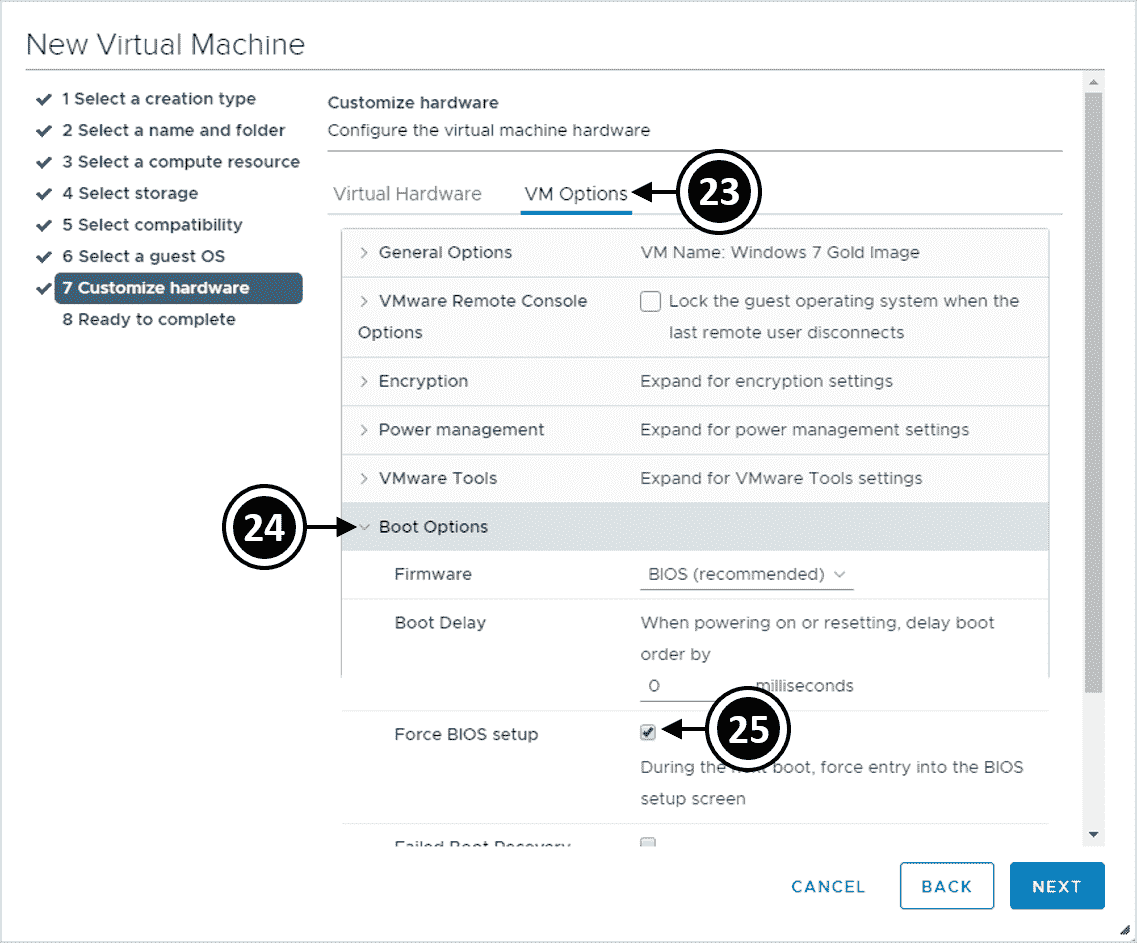 New Virtual Machine
1 Select a creation type
2 Select a name and folder
3 Select a compute resource
4 Select storage
5 Select compatibility
6 Select a guest OS
7 Customize hardware
8 Ready to complete
Customize hardware
Configure the virtual machine hardware
Virtual Hardware
VM Options
23
General Options
VM Name: Windows 7 Gold Image
VMware Remote Console
Options
Lock the guest operating system when the
last remote user disconnects
Encryption
Expand for encryption settings
Power management
Expand for power management settings
VMware Tools
Expand for VMware Tools settings
24
Boot Options
Firmware
BIOS (recommended)
Boot Delay
When powering on or resetting, delay boot
order by
0
milliseconds
Force BIOS setup
25
During the next boot, force entry into the BIOS
setup screen
Failed Boot Recovery
CANCEL
BACK
NEXT